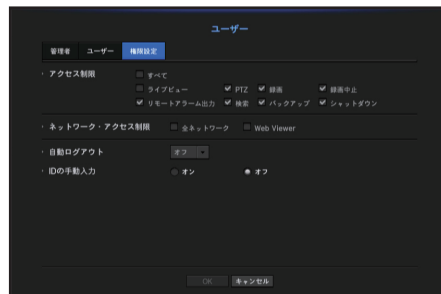 ユーザー
管理者 ユーザー 権限設定
・ アクセス制限 すべて
ライブビュー PTZ 録画 録画中止
リモートアラーム出力 検索 バックアップ シャットダウン
・ ネットワーク・アクセス制限 全ネットワーク Web Viewer
・ 自動ログアウト オフ
・ IDの手動入力 オン オフ
OK キャンセル